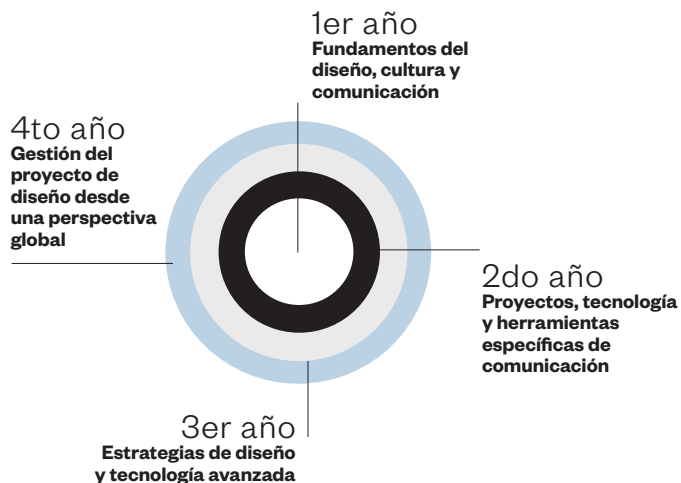 1er año
Fundamentos del
diseño, cultura y
comunicación
4to año
Gestión del
proyecto de
diseño desde
una perspectiva
global
2do año
Proyectos, tecnología
y herramientas
específicas de
comunicación
3er año
Estrategias de diseño
y tecnología avanzada